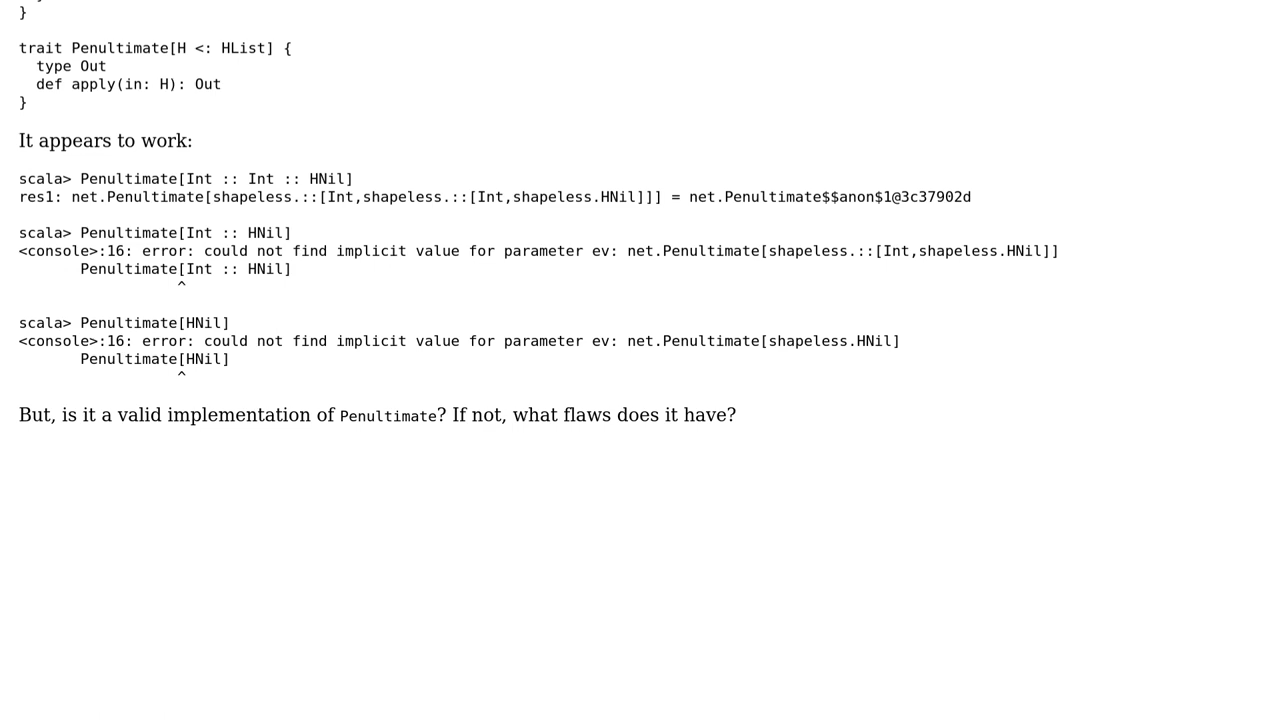 }
trait Penultimate[H <: HList] {
  type Out
  def apply(in: H): Out
}
It appears to work:
scala> Penultimate[Int :: Int :: HNil]
res1: net.Penultimate[shapeless.::[Int,shapeless.::[Int,shapeless.HNil]]] = net.Penultimate$$anon$1@3c37902d
scala> Penultimate[Int :: HNil]
<console>:16: error: could not find implicit value for parameter ev: net.Penultimate[shapeless.::[Int,shapeless.HNil]]
       Penultimate[Int :: HNil]
                  ^
scala> Penultimate[HNil]
<console>:16: error: could not find implicit value for parameter ev: net.Penultimate[shapeless.HNil]
       Penultimate[HNil]
                  ^
But, is it a valid implementation of Penultimate? If not, what flaws does it have?